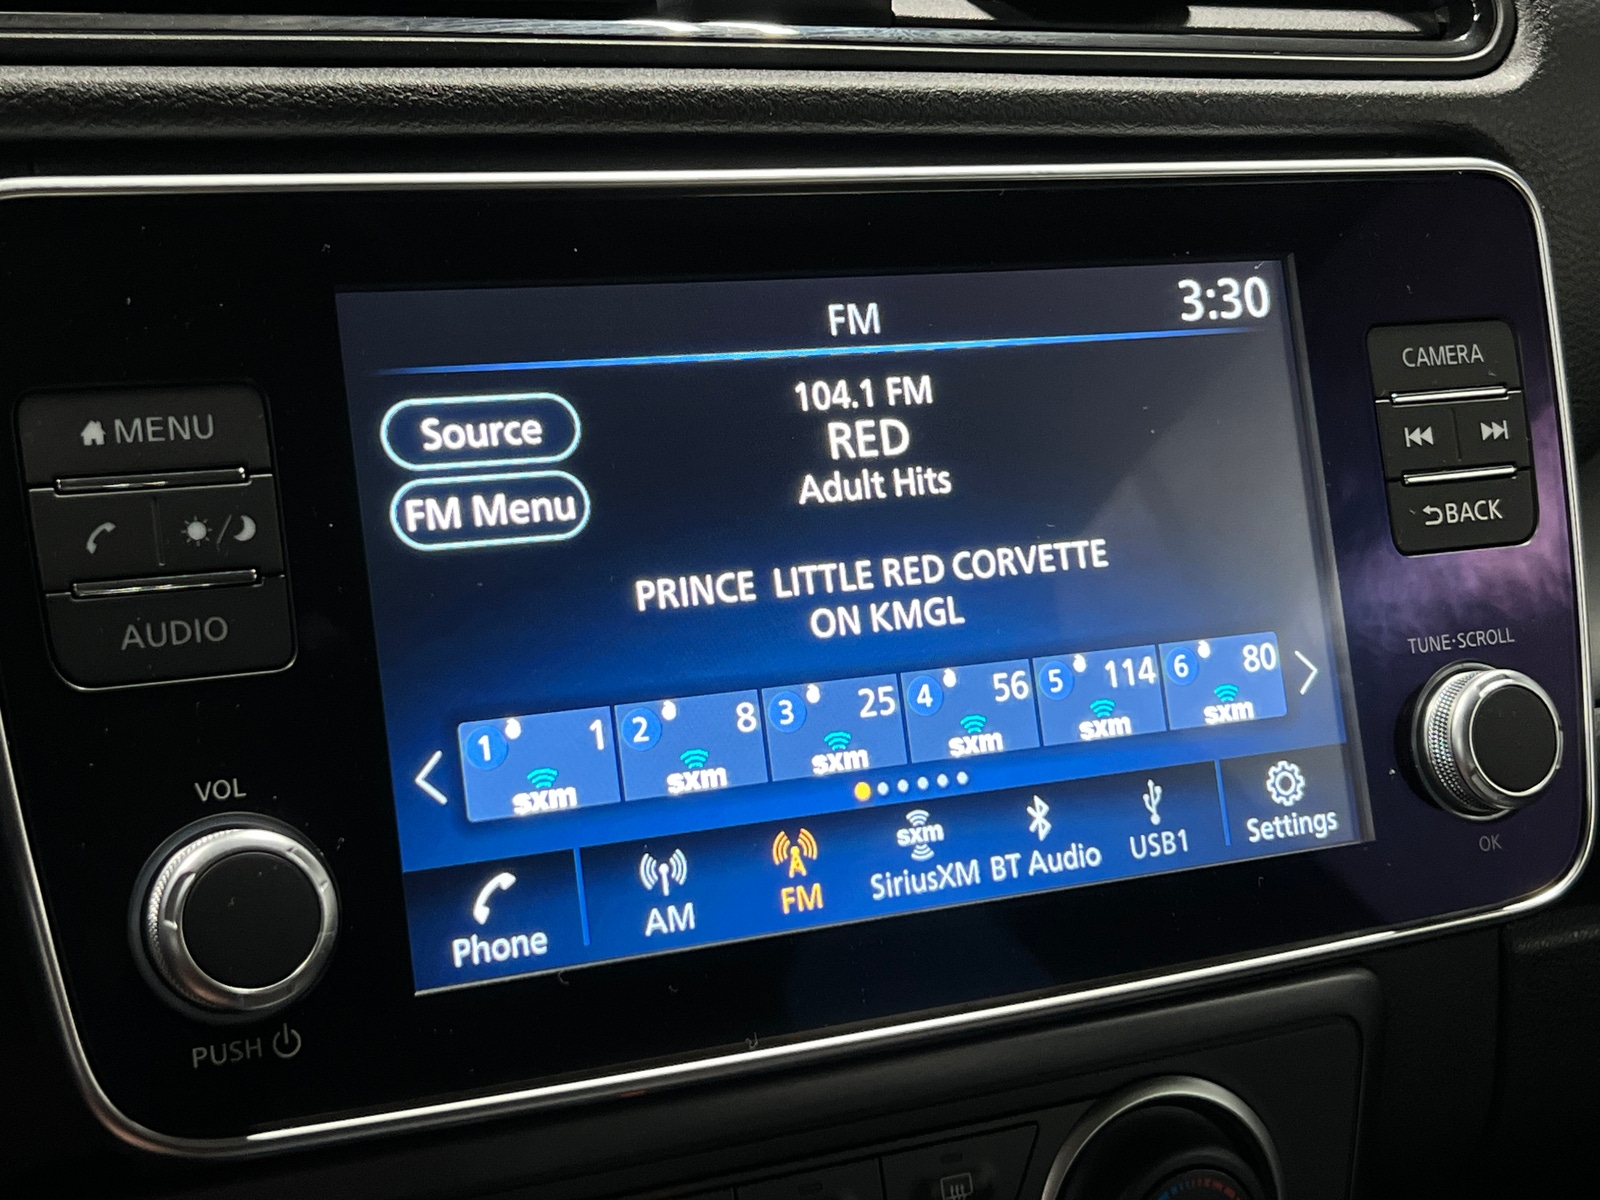 FM
3:30
MENU
AUDIO
VOL
PUSH
Source
FM Menu
104.1 FM
RED
Adult Hits
PRINCE LITTLE RED CORVETTE
ON KMGL
1 1 sxm
2 8 sxm
3 25 sxm
4 56 sxm
5 114 sxm
6 80 sxm
Phone
AM
FM
sxm
SiriusXM
BT Audio
USB1
Settings
CAMERA
BACK
TUNE·SCROLL
OK